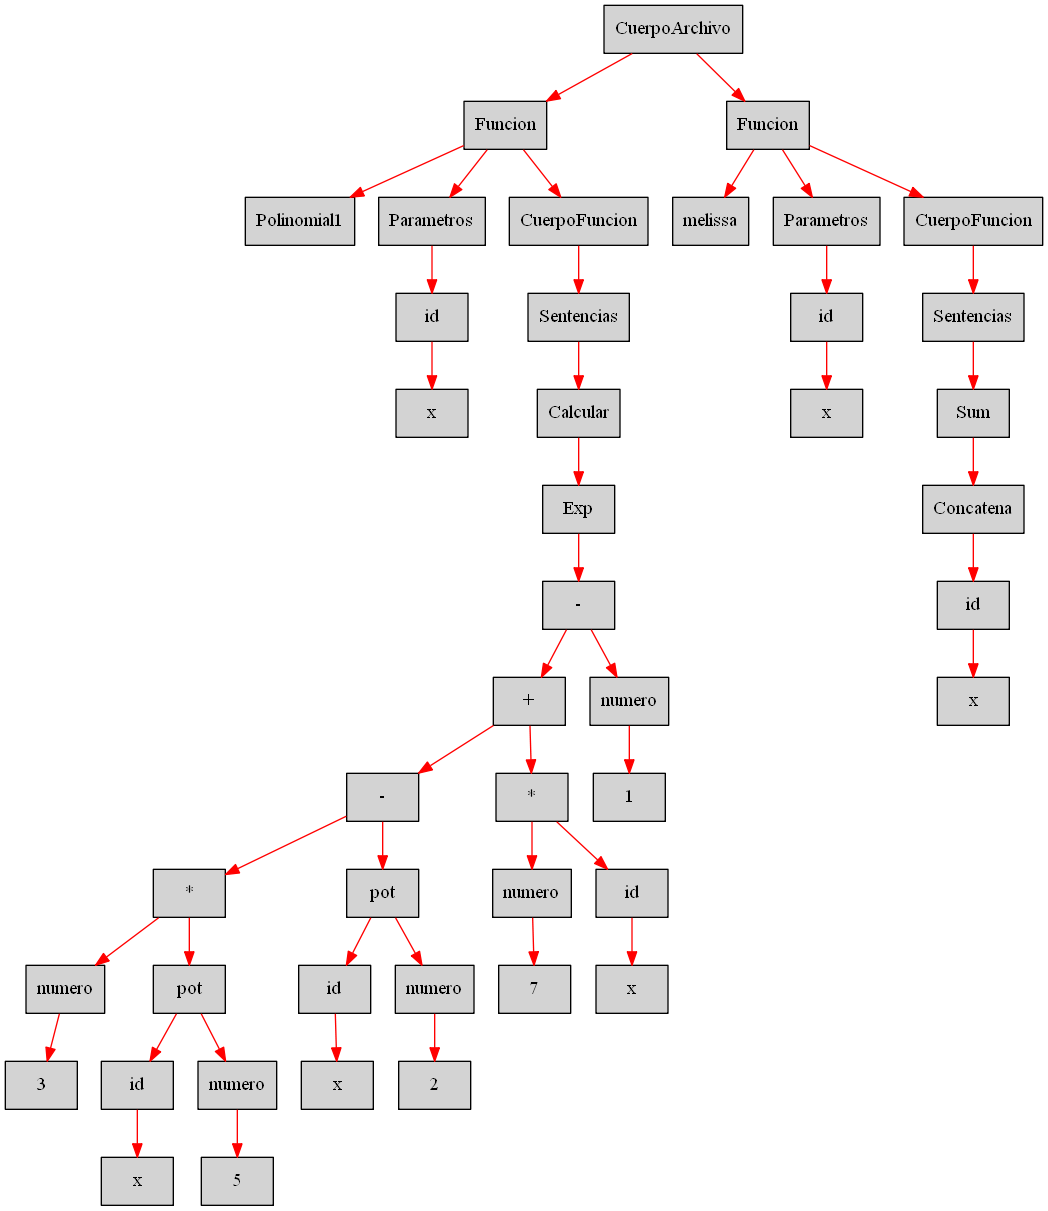 CuerpoArchivo
Funcion Funcion
Polinomial1 Parametros CuerpoFuncion melissa Parametros CuerpoFuncion
id Sentencias id Sentencias
x Calcular x Sum
Exp Concatena
- id
+ numero x
- * 1
* pot numero id
numero pot id numero 7 x
3 id numero x 2
x 5